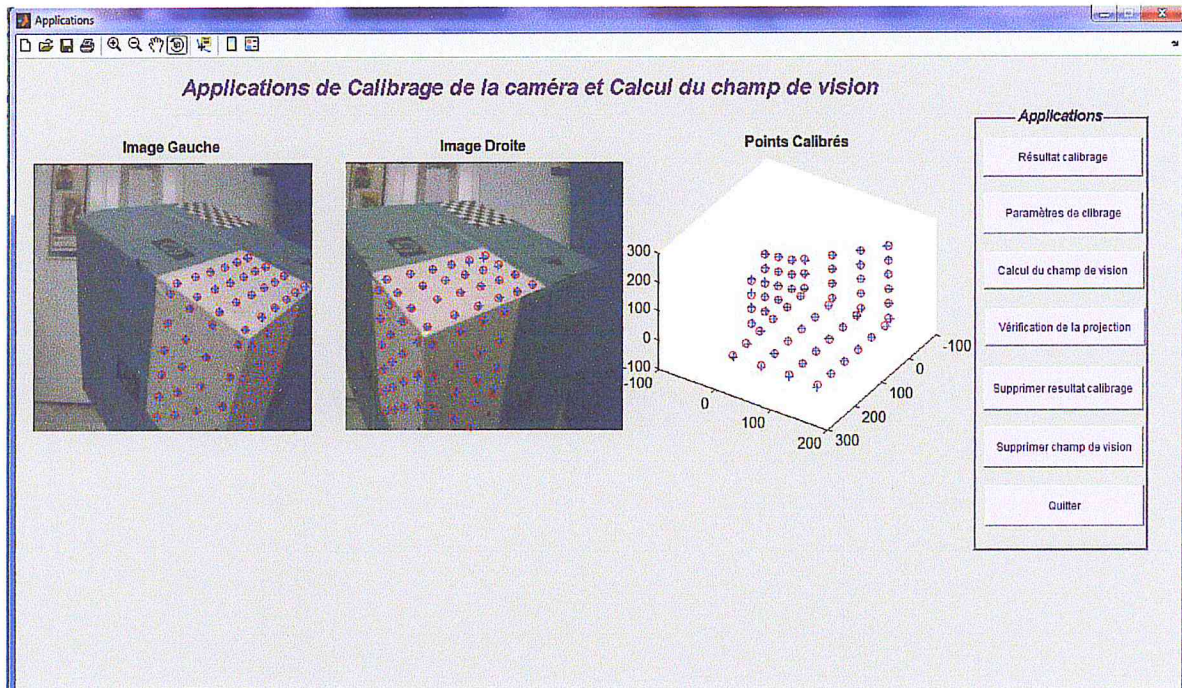 Applications
Applications de Calibrage de la caméra et Calcul du champ de vision
Image Gauche
Image Droite
Points Calibrés
300
200
100
0
-100
-100
0
100
200
300
200
100
0
-100
Applications
Résultat calibrage
Paramètres de clibrage
Calcul du champ de vision
Vérification de la projection
Supprimer resultat calibrage
Supprimer champ de vision
Quitter